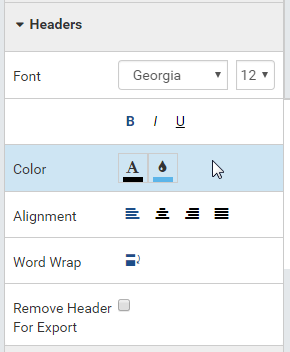 Headers
Font Georgia 12
B I U
Color A
Alignment
Word Wrap
Remove Header
For Export